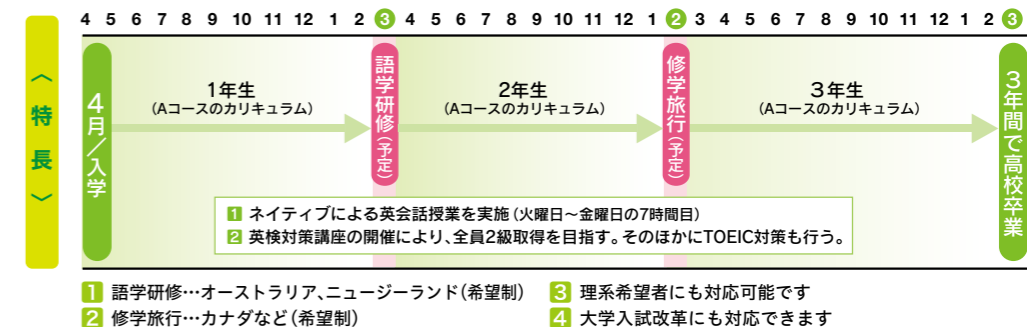 4 5 6 7 8 9 10 11 12 1 2 3 4 5 6 7 8 9 10 11 12 1 2 3 4 5 6 7 8 9 10 11 12 1 2 3
〈特長〉
4月/入学
1年生
(Aコースのカリキュラム)
語学研修(予定)
2年生
(Aコースのカリキュラム)
修学旅行(予定)
3年生
(Aコースのカリキュラム)
3年間で高校卒業
1 ネイティブによる英会話授業を実施(火曜日~金曜日の7時間目)
2 英検対策講座の開催により、全員2級取得を目指す。そのほかにTOEIC対策も行う。
1 語学研修…オーストラリア、ニュージーランド(希望制)
2 修学旅行…カナダなど(希望制)
3 理系希望者にも対応可能です
4 大学入試改革にも対応できます